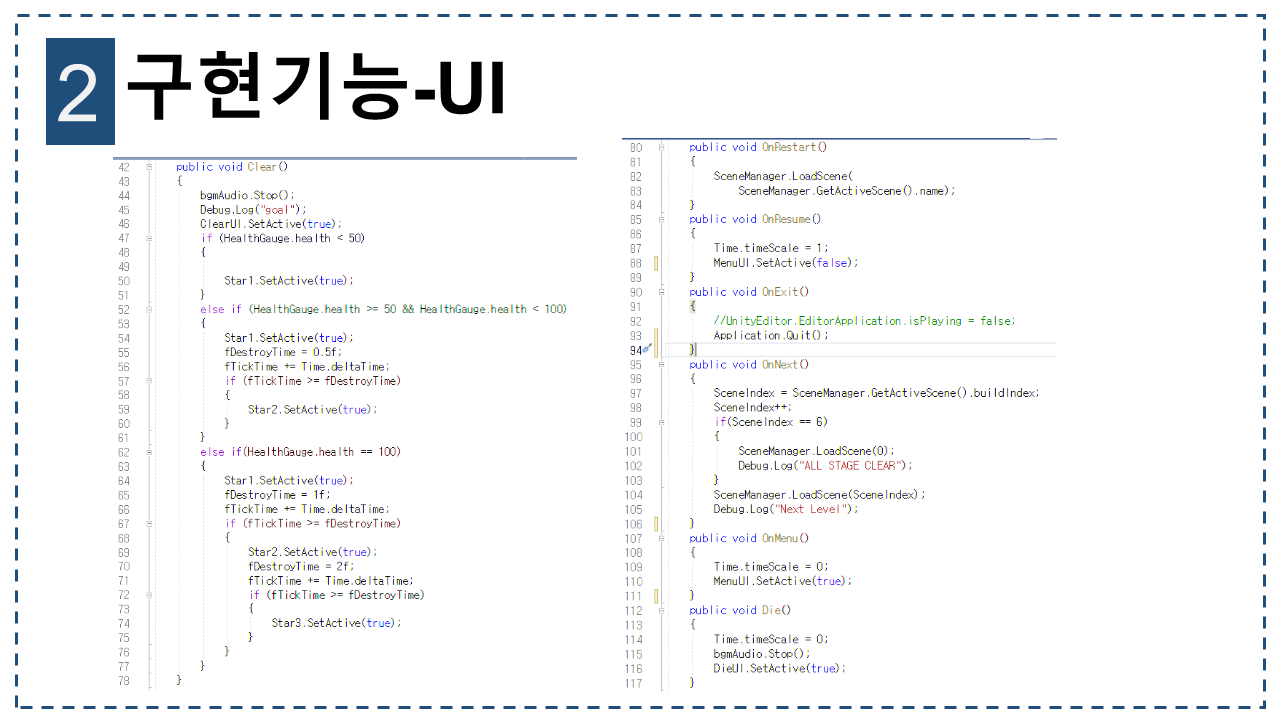 2 구현기능-UI
42 public void Clear()
43 {
44 bgmAudio.Stop();
45 Debug.Log("goal");
46 ClearUI.SetActive(true);
47 if (HealthGauge.health < 50)
48 {
49
50 Star1.SetActive(true);
51 }
52 else if (HealthGauge.health >= 50 && HealthGauge.health < 100)
53 {
54 Star1.SetActive(true);
55 fDestroyTime = 0.5f;
56 fTickTime += Time.deltaTime;
57 if (fTickTime >= fDestroyTime)
58 {
59 Star2.SetActive(true);
60 }
61 }
62 else if(HealthGauge.health == 100)
63 {
64 Star1.SetActive(true);
65 fDestroyTime = 1f;
66 fTickTime += Time.deltaTime;
67 if (fTickTime >= fDestroyTime)
68 {
69 Star2.SetActive(true);
70 fDestroyTime = 2f;
71 fTickTime += Time.deltaTime;
72 if (fTickTime >= fDestroyTime)
73 {
74 Star3.SetActive(true);
75 }
76 }
77 }
78 }
80 public void OnRestart()
81 {
82 SceneManager.LoadScene(
83 SceneManager.GetActiveScene().name);
84 }
85 public void OnResume()
86 {
87 Time.timeScale = 1;
88 MenuUI.SetActive(false);
89 }
90 public void OnExit()
91 {
92 //UnityEditor.EditorApplication.isPlaying = false;
93 Application.Quit();
94 }
95 public void OnNext()
96 {
97 SceneIndex = SceneManager.GetActiveScene().buildIndex;
98 SceneIndex++;
99 if(SceneIndex == 6)
100 {
101 SceneManager.LoadScene(0);
102 Debug.Log("ALL STAGE CLEAR");
103 }
104 SceneManager.LoadScene(SceneIndex);
105 Debug.Log("Next Level");
106 }
107 public void OnMenu()
108 {
109 Time.timeScale = 0;
110 MenuUI.SetActive(true);
111 }
112 public void Die()
113 {
114 Time.timeScale = 0;
115 bgmAudio.Stop();
116 DieUI.SetActive(true);
117 }